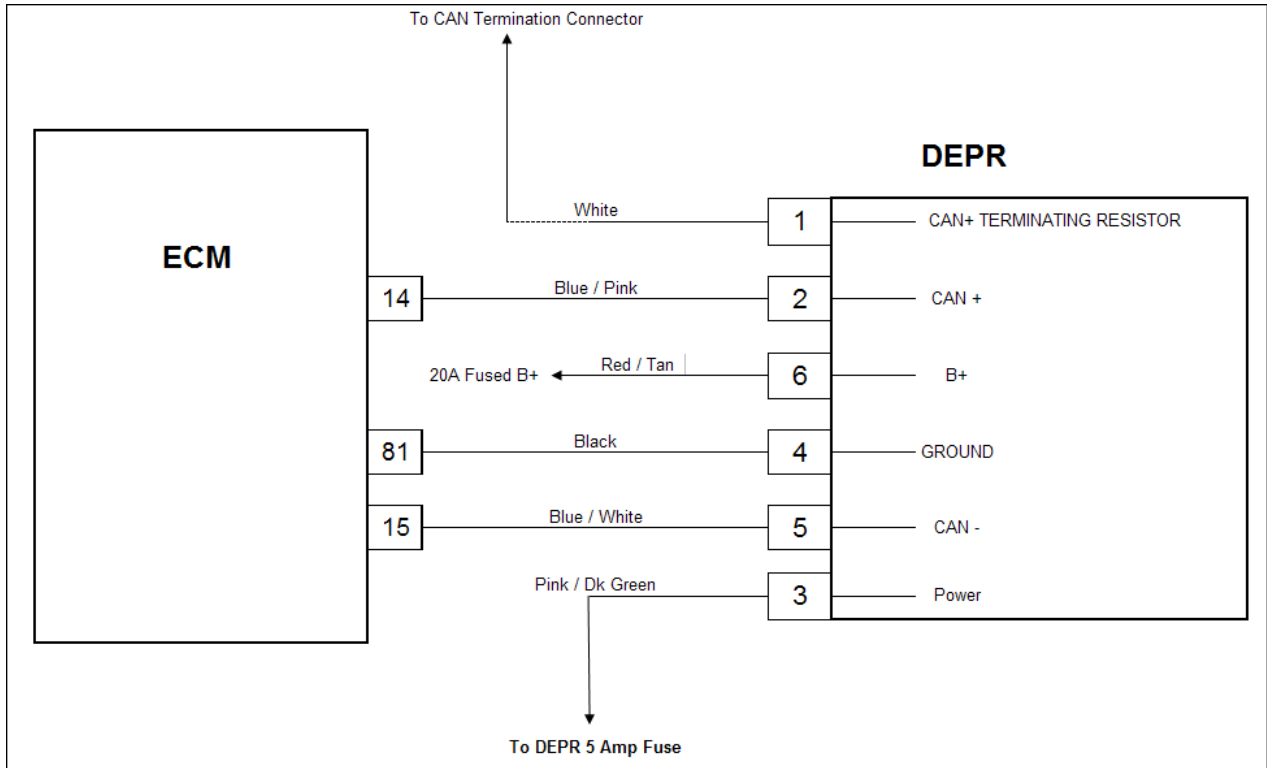 To CAN Termination Connector
DEPR
White
1
CAN+ TERMINATING RESISTOR
ECM
14
Blue / Pink
2
CAN +
20A Fused B+
Red / Tan
6
B+
81
Black
4
GROUND
15
Blue / White
5
CAN -
Pink / Dk Green
3
Power
To DEPR 5 Amp Fuse